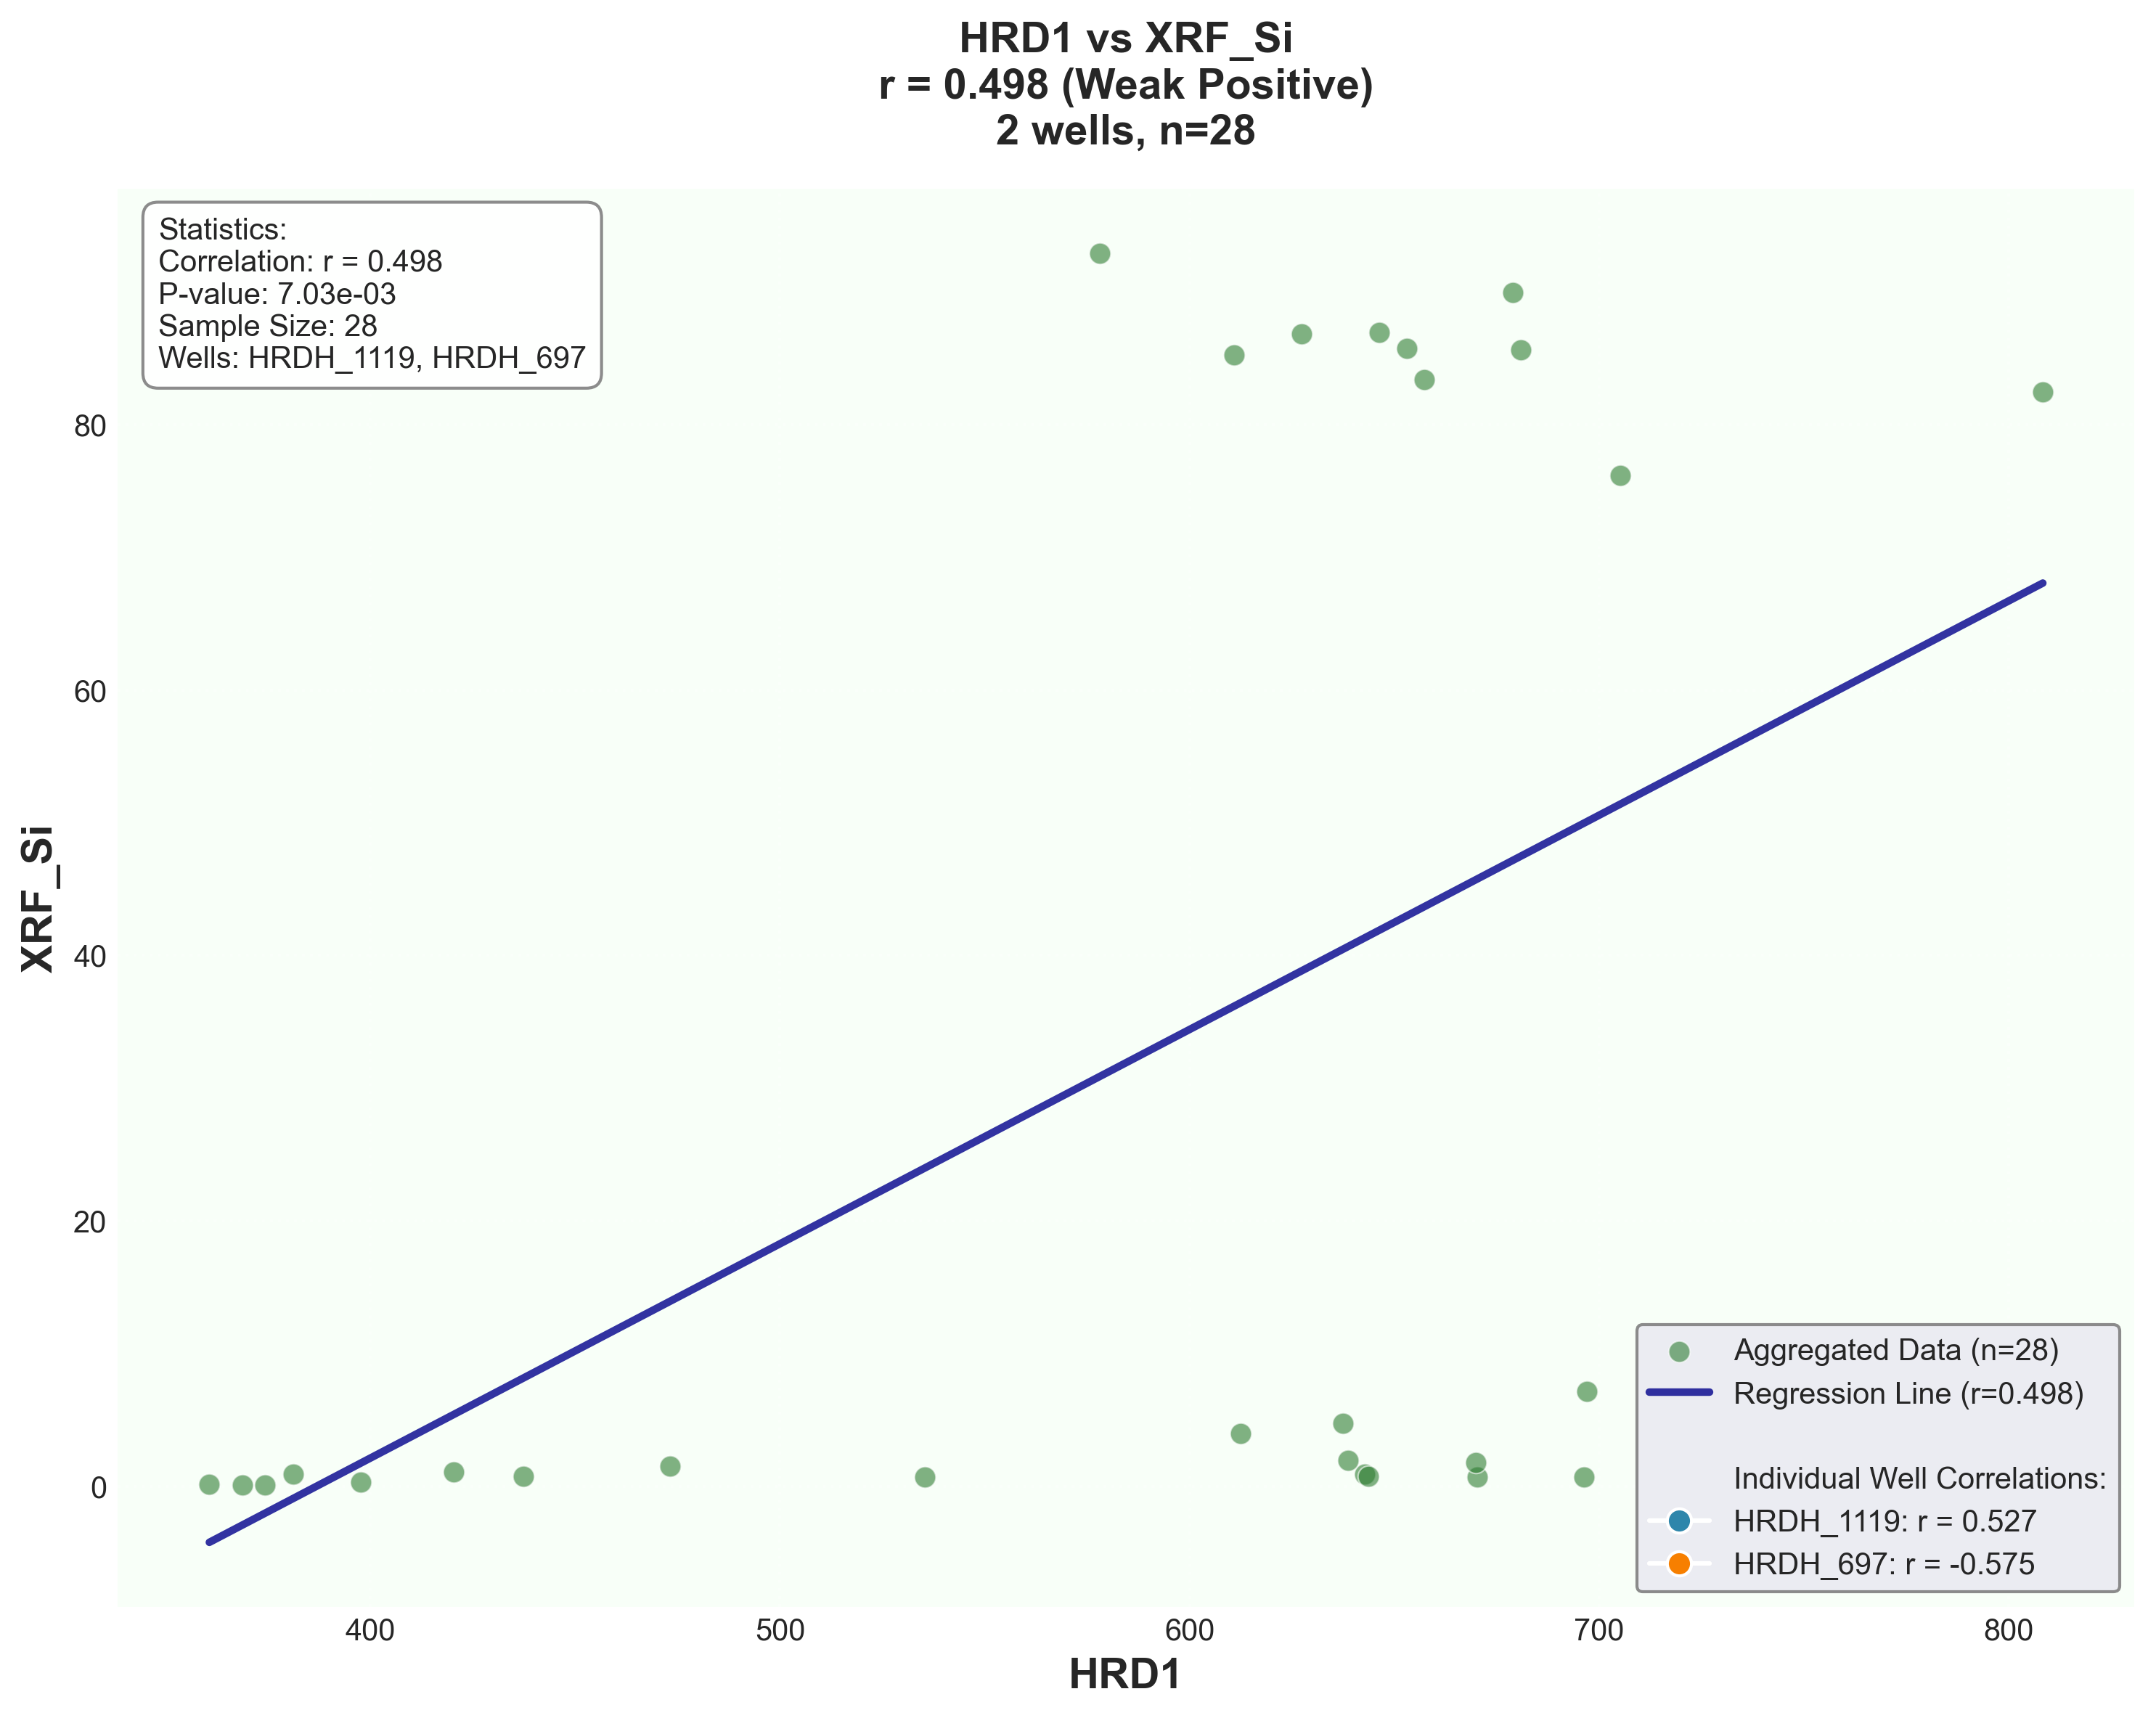 HRD1 vs XRF_Si
r = 0.498 (Weak Positive)
2 wells, n=28
Statistics:
Correlation: r = 0.498
P-value: 7.03e-03
Sample Size: 28
Wells: HRDH_1119, HRDH_697
80
60
40
20
0
XRF_Si
Aggregated Data (n=28)
Regression Line (r=0.498)
Individual Well Correlations:
HRDH_1119: r = 0.527
HRDH_697: r = -0.575
400 500 600 700 800
HRD1